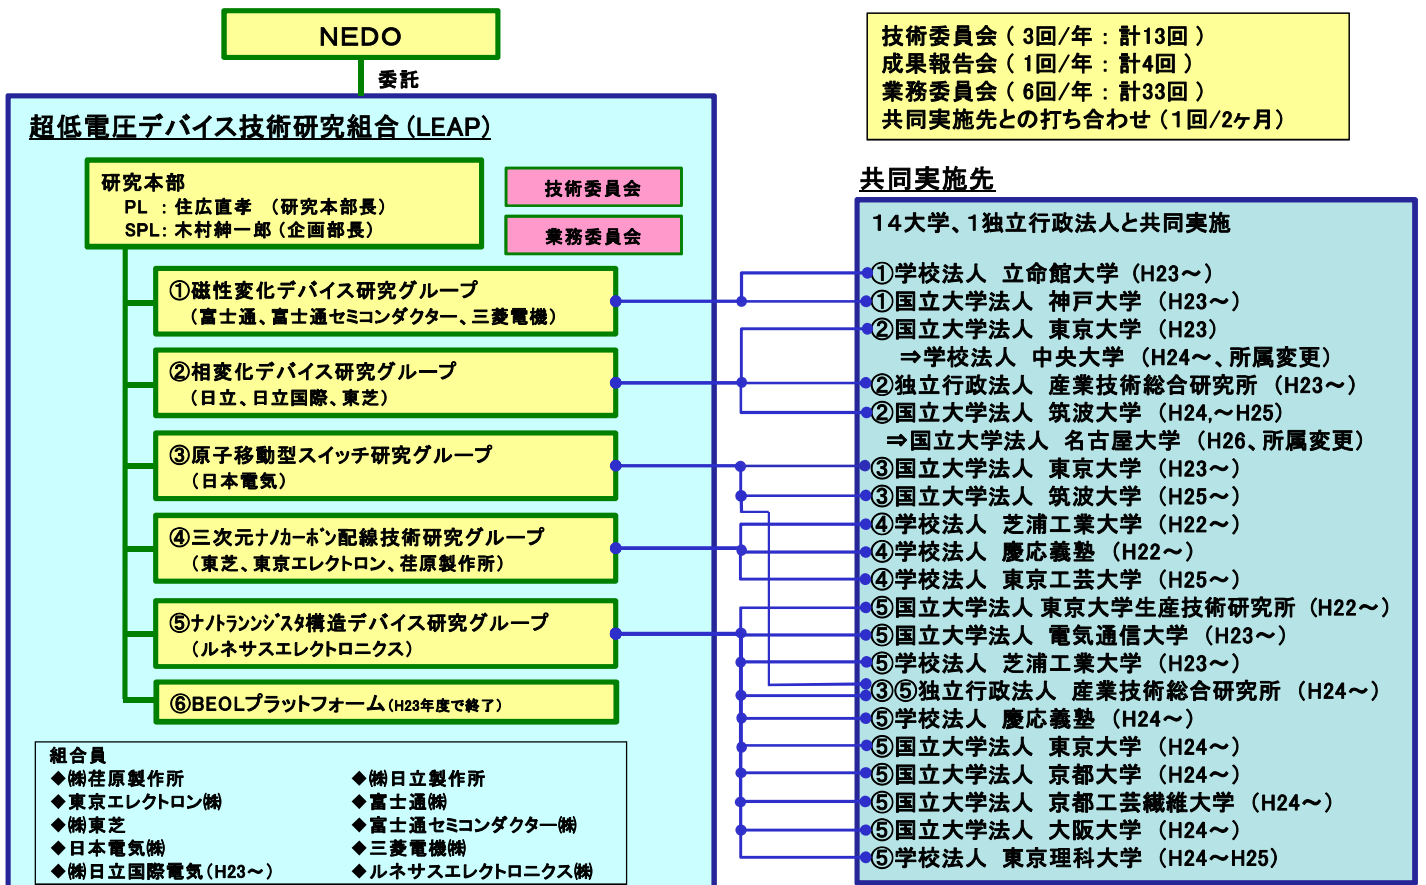 NEDO
委託
技術委員会 ( 3回/年 : 計13回 )
成果報告会 ( 1回/年 : 計4回 )
業務委員会 ( 6回/年 : 計33回 )
共同実施先との打ち合わせ (1回/2ヶ月)
超低電圧デバイス技術研究組合 (LEAP)
研究本部
PL : 住広直孝 (研究本部長)
SPL: 木村紳一郎 (企画部長)
技術委員会
業務委員会
①磁性変化デバイス研究グループ
(富士通、富士通セミコンダクター、三菱電機)
②相変化デバイス研究グループ
(日立、日立国際、東芝)
③原子移動型スイッチ研究グループ
(日本電気)
④三次元ナノカーボン配線技術研究グループ
(東芝、東京エレクトロン、荏原製作所)
⑤ナノトランンジスタ構造デバイス研究グループ
(ルネサスエレクトロニクス)
⑥BEOLプラットフォーム(H23年度で終了)
組合員
◆㈱荏原製作所
◆東京エレクトロン㈱
◆㈱東芝
◆日本電気㈱
◆㈱日立国際電気(H23～)
◆㈱日立製作所
◆富士通㈱
◆富士通セミコンダクター㈱
◆三菱電機㈱
◆ルネサスエレクトロニクス㈱
共同実施先
14大学、1独立行政法人と共同実施
①学校法人 立命館大学 (H23～)
①国立大学法人 神戸大学 (H23～)
②国立大学法人 東京大学 (H23)
⇒学校法人 中央大学 (H24～、所属変更)
②独立行政法人 産業技術総合研究所 (H23～)
②国立大学法人 筑波大学 (H24,～H25)
⇒国立大学法人 名古屋大学 (H26、所属変更)
③国立大学法人 東京大学 (H23～)
③国立大学法人 筑波大学 (H25～)
④学校法人 芝浦工業大学 (H22～)
④学校法人 慶応義塾 (H22～)
④学校法人 東京工芸大学 (H25～)
⑤国立大学法人 東京大学生産技術研究所 (H22～)
⑤国立大学法人 電気通信大学 (H23～)
⑤学校法人 芝浦工業大学 (H23～)
③⑤独立行政法人 産業技術総合研究所 (H24～)
⑤学校法人 慶応義塾 (H24～)
⑤国立大学法人 東京大学 (H24～)
⑤国立大学法人 京都大学 (H24～)
⑤国立大学法人 京都工芸繊維大学 (H24～)
⑤国立大学法人 大阪大学 (H24～)
⑤学校法人 東京理科大学 (H24～H25)